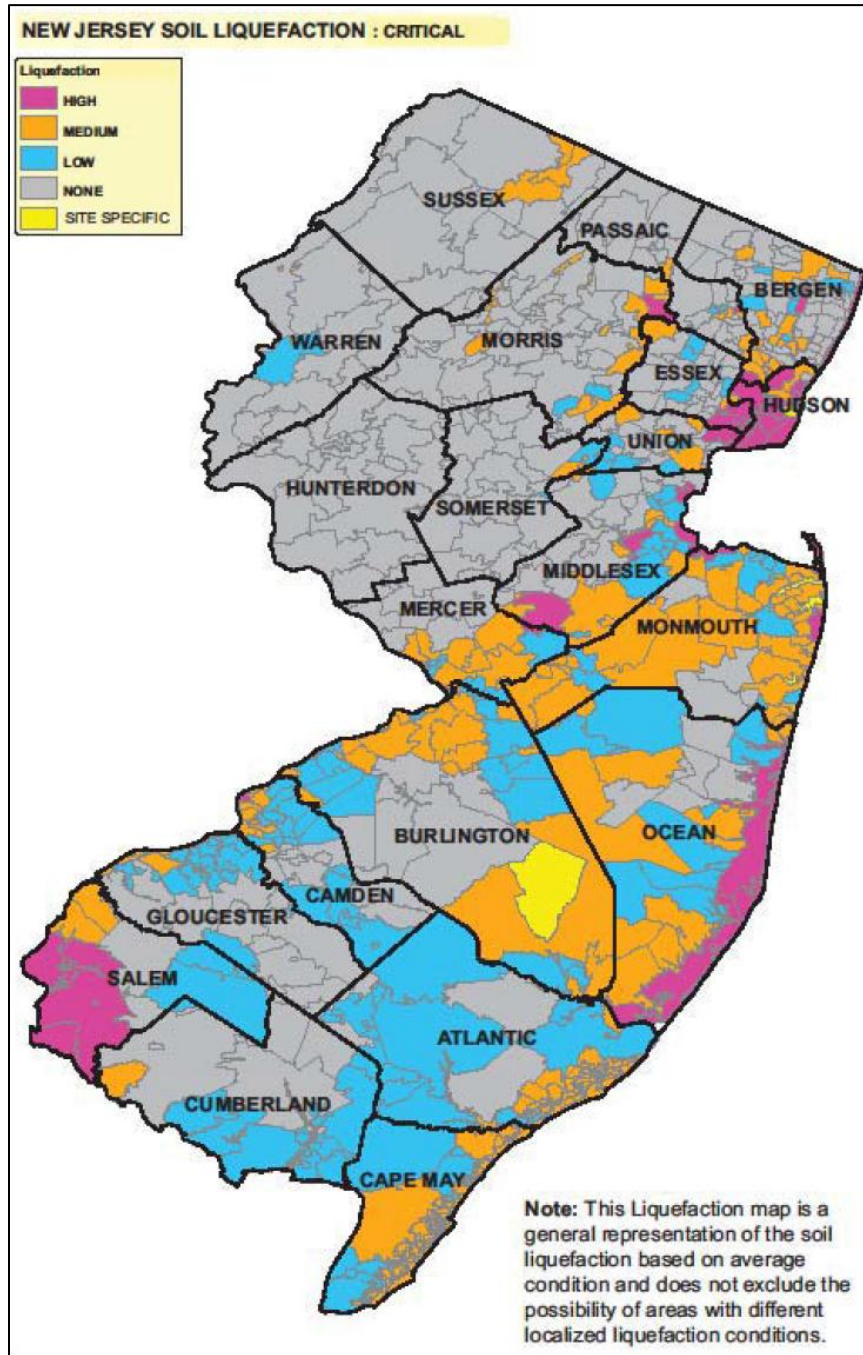 NEW JERSEY SOIL LIQUEFACTION : CRITICAL
Liquefaction
HIGH
MEDIUM
LOW
NONE
SITE SPECIFIC
SUSSEX
PASSAIC
BERGEN
WARREN
MORRIS
ESSEX
HUDSON
UNION
HUNTERDON
SOMERSET
MIDDLESEX
MERCER
MONMOUTH
BURLINGTON
OCEAN
CAMDEN
GLOUCESTER
SALEM
ATLANTIC
CUMBERLAND
CAPE MAY
Note: This Liquefaction map is a
general representation of the soil
liquefaction based on average
condition and does not exclude the
possibility of areas with different
localized liquefaction conditions.